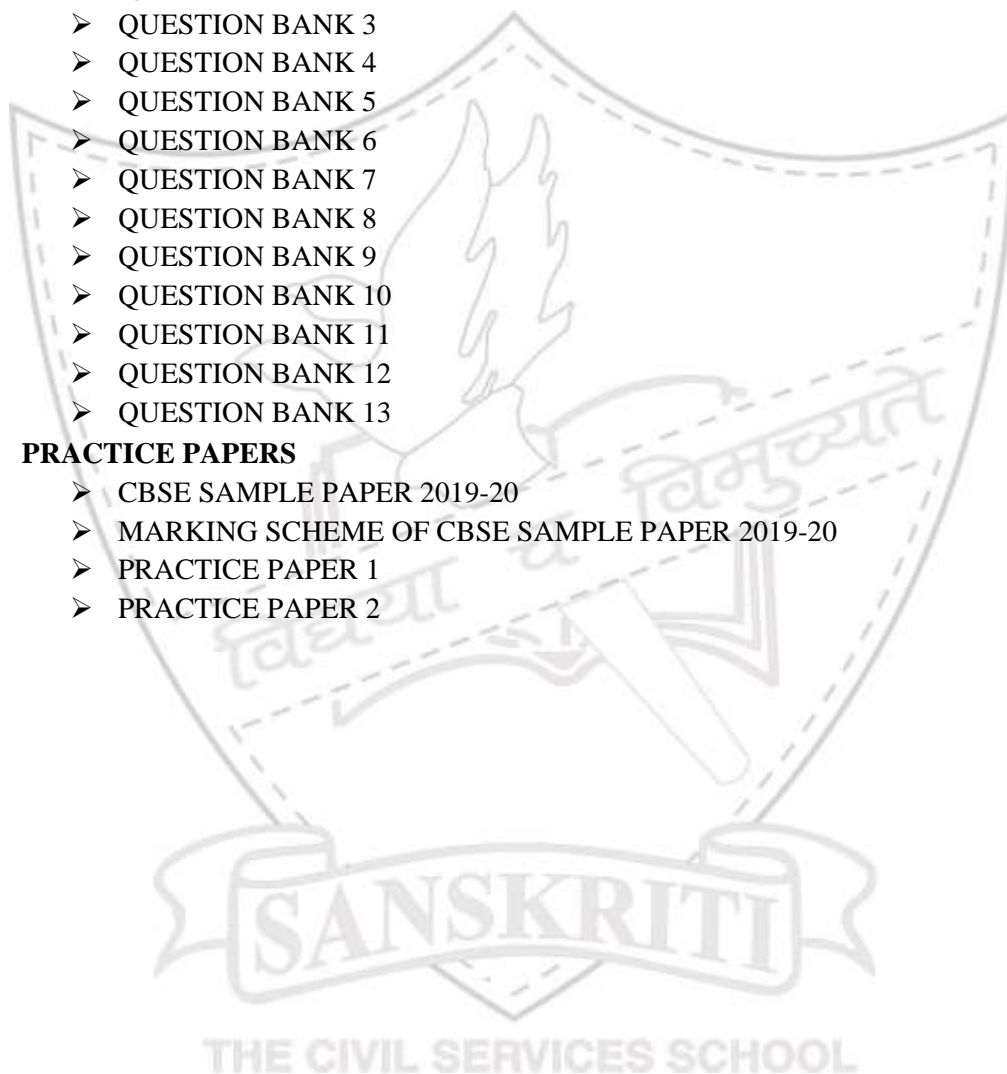 ➢ QUESTION BANK 3
➢ QUESTION BANK 4
➢ QUESTION BANK 5
➢ QUESTION BANK 6
➢ QUESTION BANK 7
➢ QUESTION BANK 8
➢ QUESTION BANK 9
➢ QUESTION BANK 10
➢ QUESTION BANK 11
➢ QUESTION BANK 12
➢ QUESTION BANK 13
PRACTICE PAPERS
➢ CBSE SAMPLE PAPER 2019-20
➢ MARKING SCHEME OF CBSE SAMPLE PAPER 2019-20
➢ PRACTICE PAPER 1
➢ PRACTICE PAPER 2
विद्यया च विमुच्यते
SANSKRITI
THE CIVIL SERVICES SCHOOL